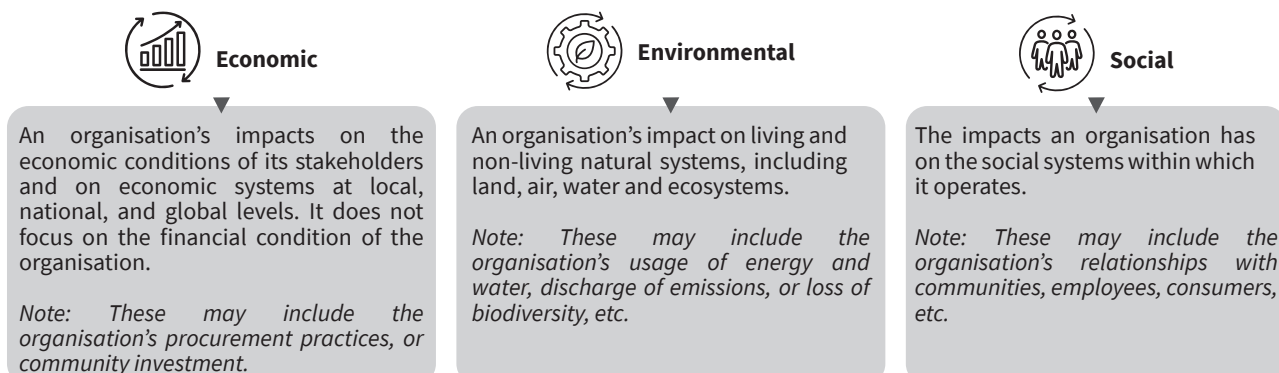 Economic
An organisation’s impacts on the
economic conditions of its stakeholders
and on economic systems at local,
national, and global levels. It does not
focus on the financial condition of the
organisation.
Note: These may include the
organisation’s procurement practices, or
community investment.
Environmental
An organisation’s impact on living and
non-living natural systems, including
land, air, water and ecosystems.
Note: These may include the
organisation’s usage of energy and
water, discharge of emissions, or loss of
biodiversity, etc.
Social
The impacts an organisation has
on the social systems within which
it operates.
Note: These may include the
organisation’s relationships with
communities, employees, consumers,
etc.